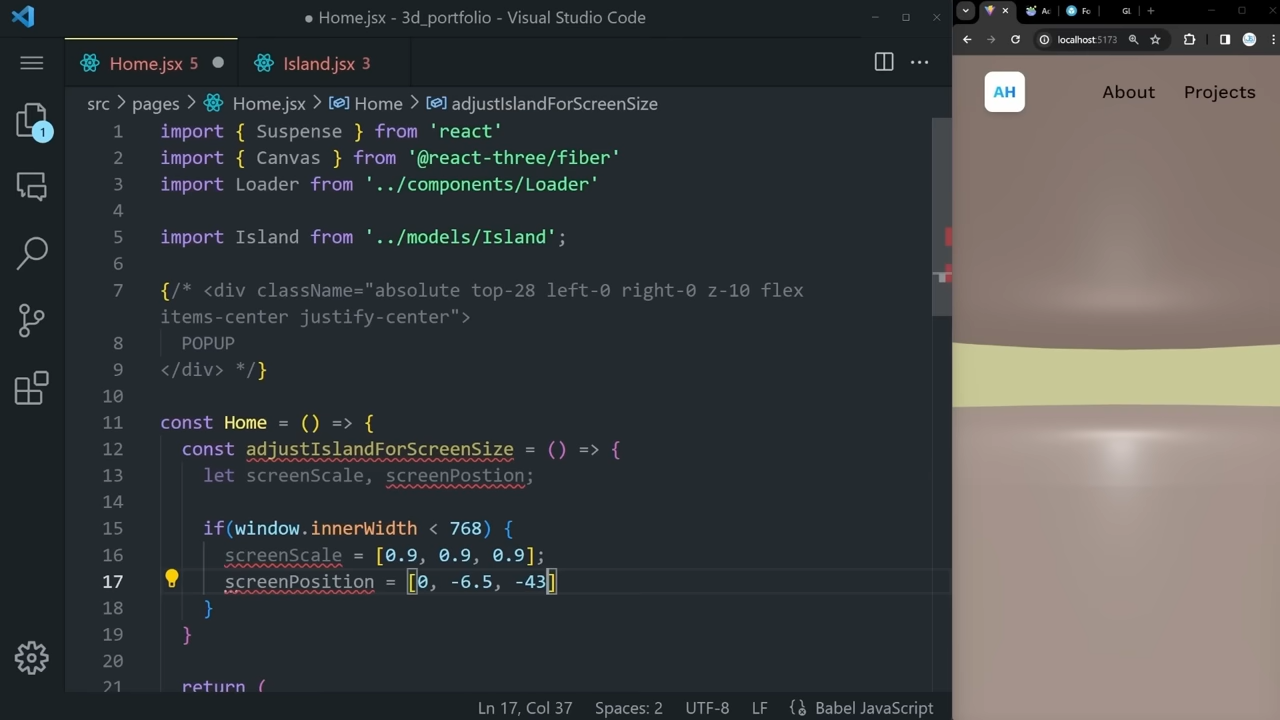 Home.jsx - 3d_portfolio - Visual Studio Code
Home.jsx 5
Island.jsx 3
src > pages > Home.jsx > Home > adjustIslandForScreenSize
1 import { Suspense } from 'react'
2 import { Canvas } from '@react-three/fiber'
3 import Loader from '../components/Loader'
4
5 import Island from '../models/Island';
6
7 {/* <div className="absolute top-28 left-0 right-0 z-10 flex
items-center justify-center">
8 POPUP
9 </div> */}
10
11 const Home = () => {
12 const adjustIslandForScreenSize = () => {
13 let screenScale, screenPostion;
14
15 if(window.innerWidth < 768) {
16 screenScale = [0.9, 0.9, 0.9];
17 screenPosition = [0, -6.5, -43]
18 }
19 }
20
21 return (
1
Ln 17, Col 37 Spaces: 2 UTF-8 LF Babel JavaScript
localhost:5173
AH
About
Projects